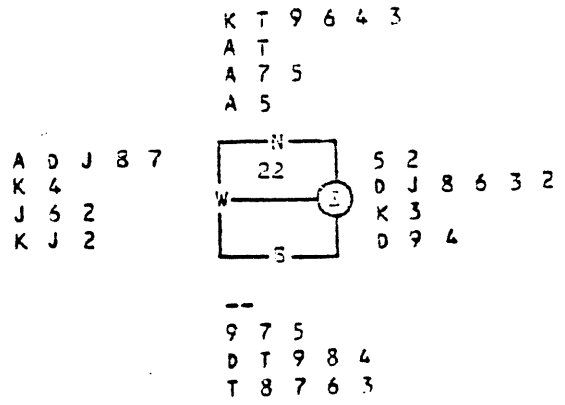 K T 9 6 4 3
A T
A 7 5
A 5
A D J 8 7
K 4
J 6 2
K J 2
N
22
W
E
S
5 2
D J 8 6 3 2
K 3
D 9 4
--
9 7 5
D T 9 8 4
T 8 7 6 3